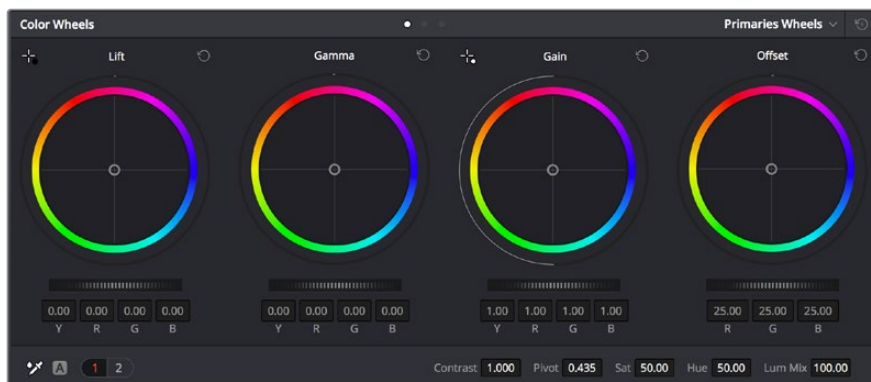 Color Wheels Primaries Wheels
Lift Gamma Gain Offset
0.00 0.00 0.00 0.00 0.00 0.00 0.00 0.00 1.00 1.00 1.00 1.00 25.00 25.00 25.00
Y R G B Y R G B Y R G B R G B
A 1 2 Contrast 1.000 Pivot 0.435 Sat 50.00 Hue 50.00 Lum Mix 100.00